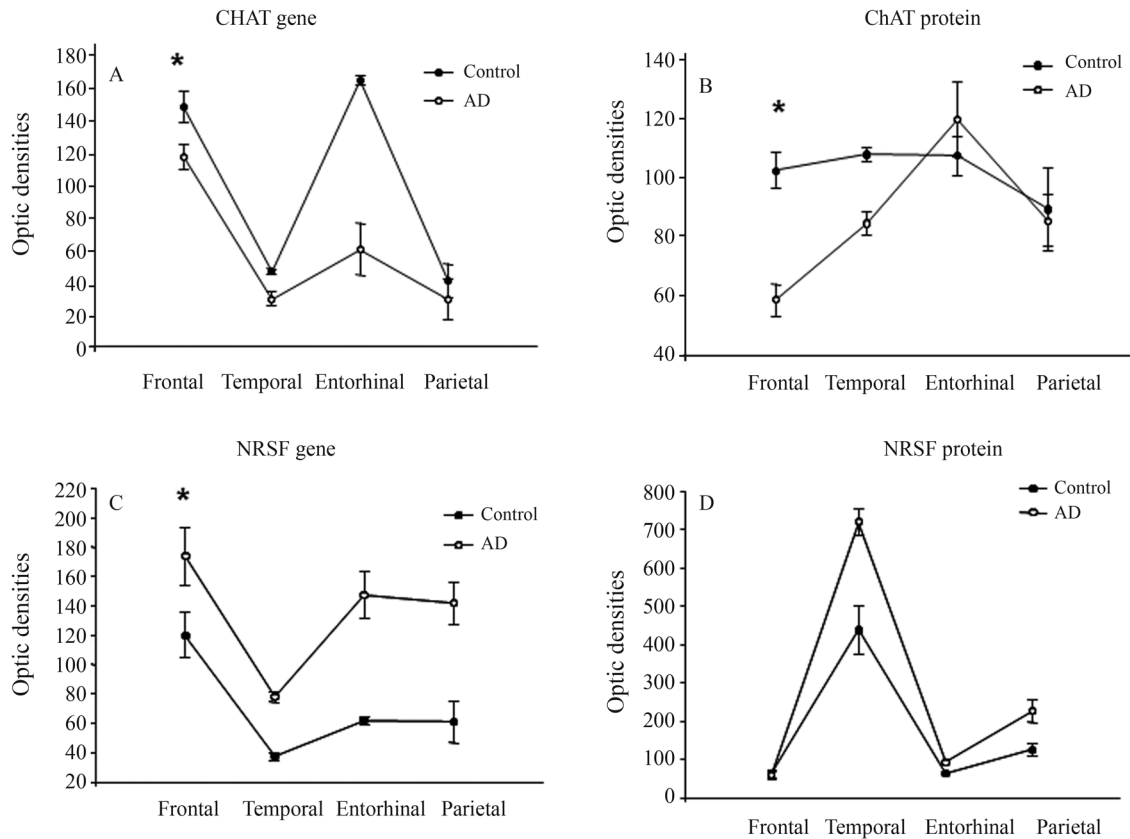 CHAT gene
A
*
Control
AD
Optic densities
180
160
140
120
100
80
60
40
20
0
Frontal Temporal Entorhinal Parietal
ChAT protein
B
*
Control
AD
Optic densities
140
120
100
80
60
40
Frontal Temporal Entorhinal Parietal
NRSF gene
C
*
Control
AD
Optic densities
220
200
180
160
140
120
100
80
60
40
20
Frontal Temporal Entorhinal Parietal
NRSF protein
D
Control
AD
Optic densities
800
700
600
500
400
300
200
100
0
Frontal Temporal Entorhinal Parietal